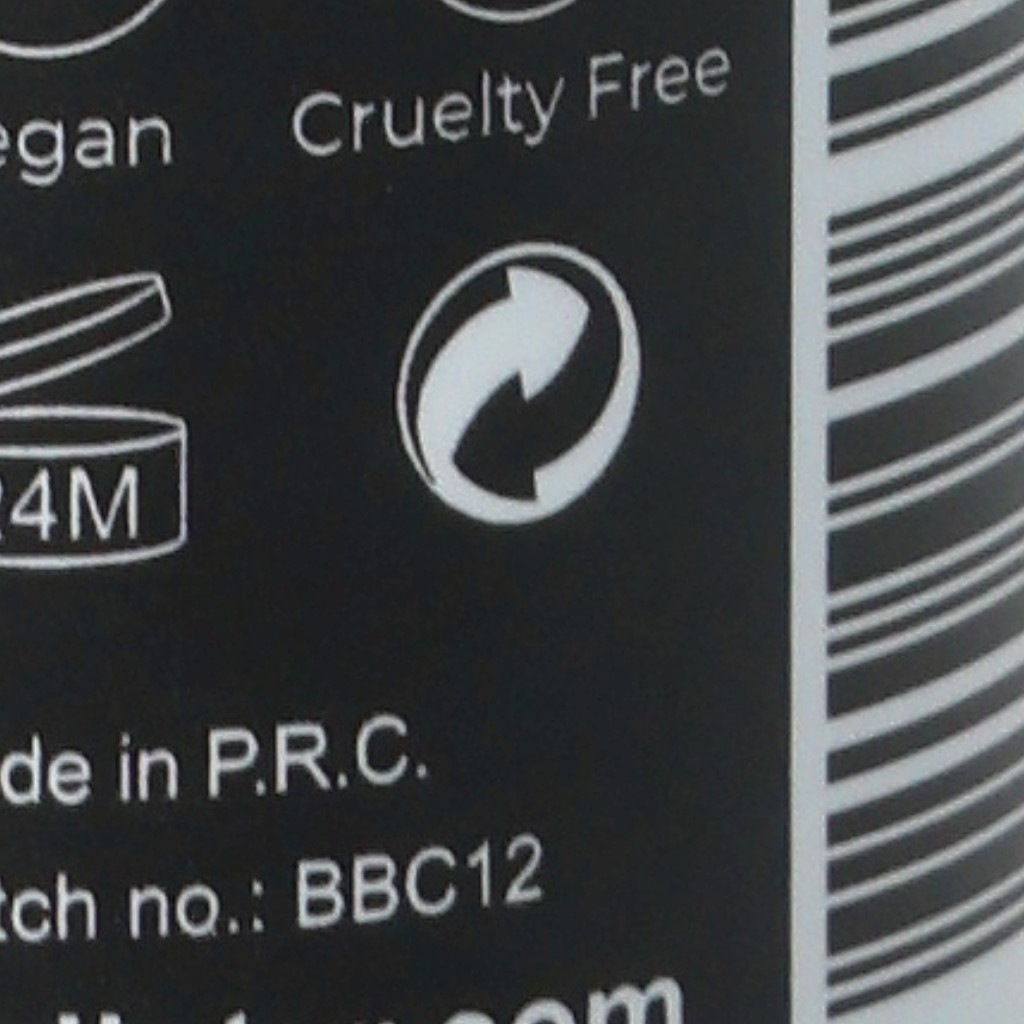 egan
Cruelty Free
24M
de in P.R.C.
tch no.: BBC12